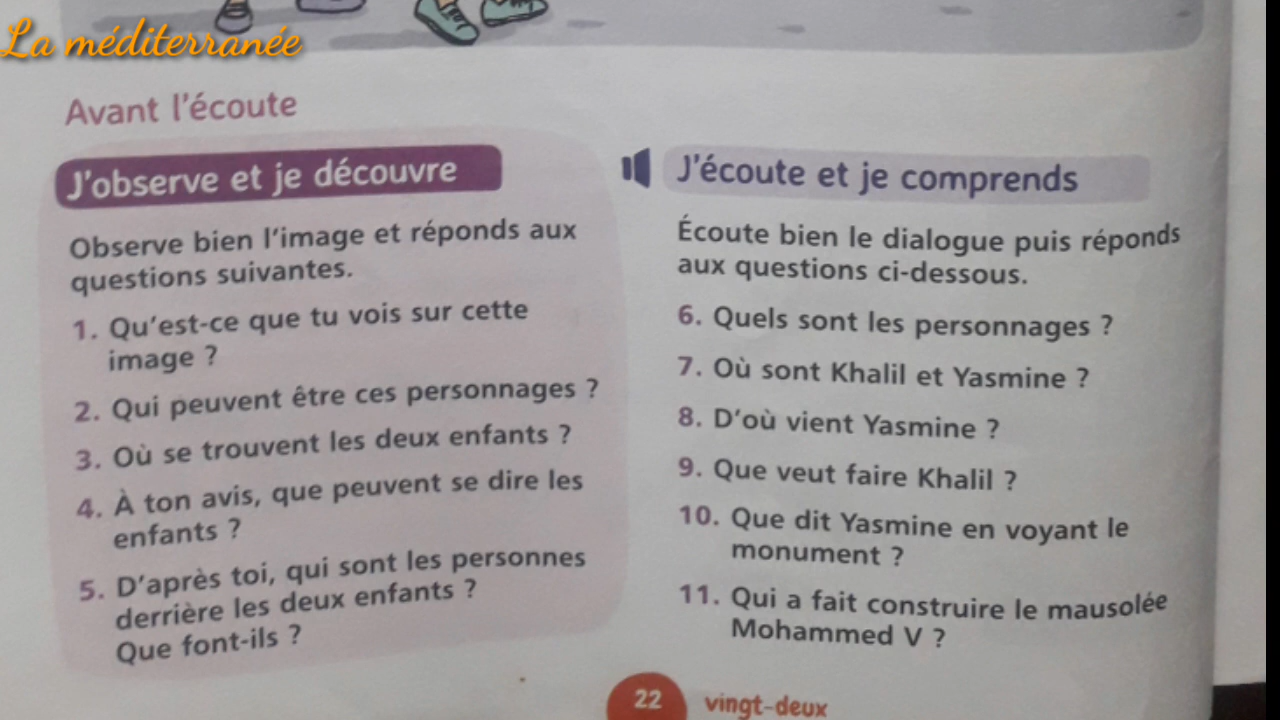 La méditerranée
Avant l'écoute
J'observe et je découvre
Observe bien l'image et réponds aux
questions suivantes.
1. Qu'est-ce que tu vois sur cette
image ?
2. Qui peuvent être ces personnages ?
3. Où se trouvent les deux enfants ?
4. À ton avis, que peuvent se dire les
enfants ?
5. D'après toi, qui sont les personnes
derrière les deux enfants ?
Que font-ils ?
J'écoute et je comprends
Écoute bien le dialogue puis réponds
aux questions ci-dessous.
6. Quels sont les personnages ?
7. Où sont Khalil et Yasmine ?
8. D'où vient Yasmine ?
9. Que veut faire Khalil ?
10. Que dit Yasmine en voyant le
monument ?
11. Qui a fait construire le mausolée
Mohammed V ?
22 vingt-deux